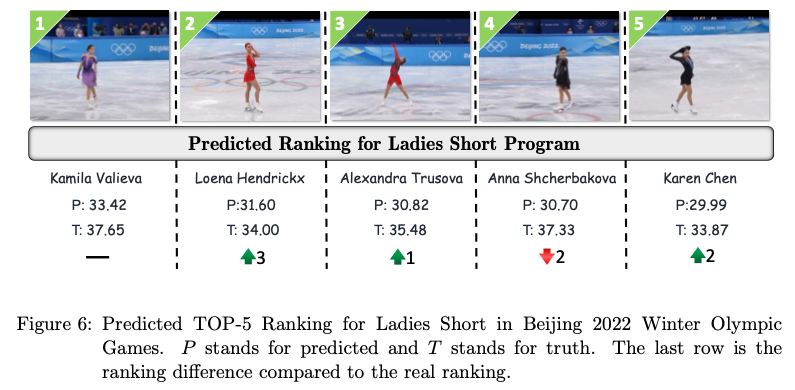 1 2 3 4 5
BEIJING 2022
Predicted Ranking for Ladies Short Program
Kamila Valieva Loena Hendrickx Alexandra Trusova Anna Shcherbakova Karen Chen
P: 33.42 P:31.60 P: 30.82 P: 30.70 P:29.99
T: 37.65 T: 34.00 T: 35.48 T: 37.33 T: 33.87
— 3 1 2 2
Figure 6: Predicted TOP-5 Ranking for Ladies Short in Beijing 2022 Winter Olympic
Games. P stands for predicted and T stands for truth. The last row is the
ranking difference compared to the real ranking.